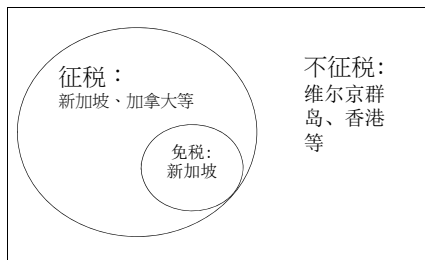 征税：
新加坡、加拿大等
免税:
新加坡
不征税:
维尔京群
岛、香港
等